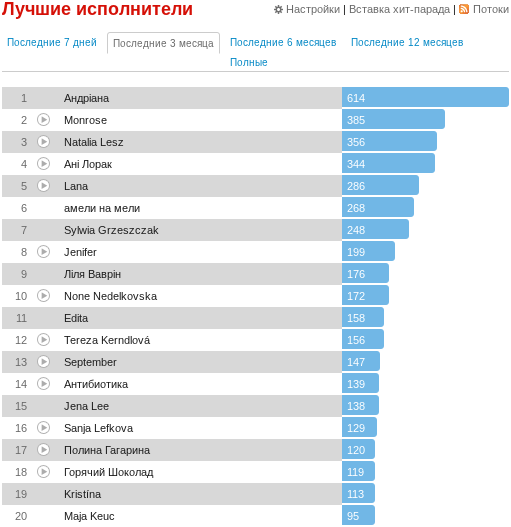 Лучшие исполнители
Настройки | Вставка хит-парада | Потоки
Последние 7 дней Последние 3 месяца Последние 6 месяцев Последние 12 месяцев
Полные
1 Андріана 614
2 Monrose 385
3 Natalia Lesz 356
4 Ані Лорак 344
5 Lana 286
6 амели на мели 268
7 Sylwia Grzeszczak 248
8 Jenifer 199
9 Ліля Ваврін 176
10 None Nedelkovska 172
11 Edita 158
12 Tereza Kerndlová 156
13 September 147
14 Антибиотика 139
15 Jena Lee 138
16 Sanja Lefkova 129
17 Полина Гагарина 120
18 Горячий Шоколад 119
19 Kristína 113
20 Maja Keuc 95